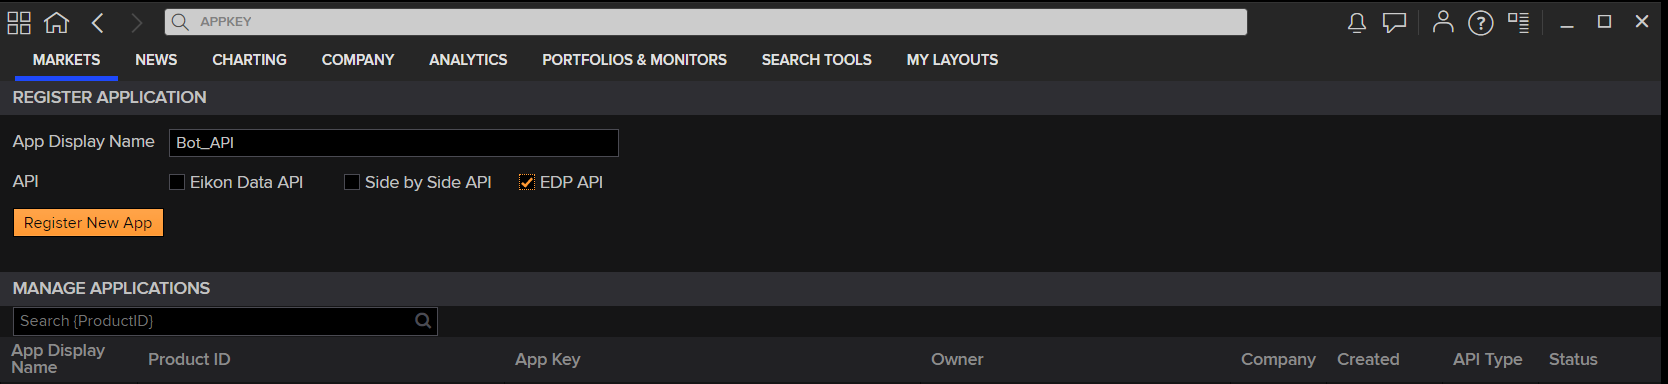 APPKEY
MARKETS NEWS CHARTING COMPANY ANALYTICS PORTFOLIOS & MONITORS SEARCH TOOLS MY LAYOUTS
REGISTER APPLICATION
App Display Name Bot_API
API Eikon Data API Side by Side API EDP API
Register New App
MANAGE APPLICATIONS
Search {ProductID}
App Display Name Product ID App Key Owner Company Created API Type Status